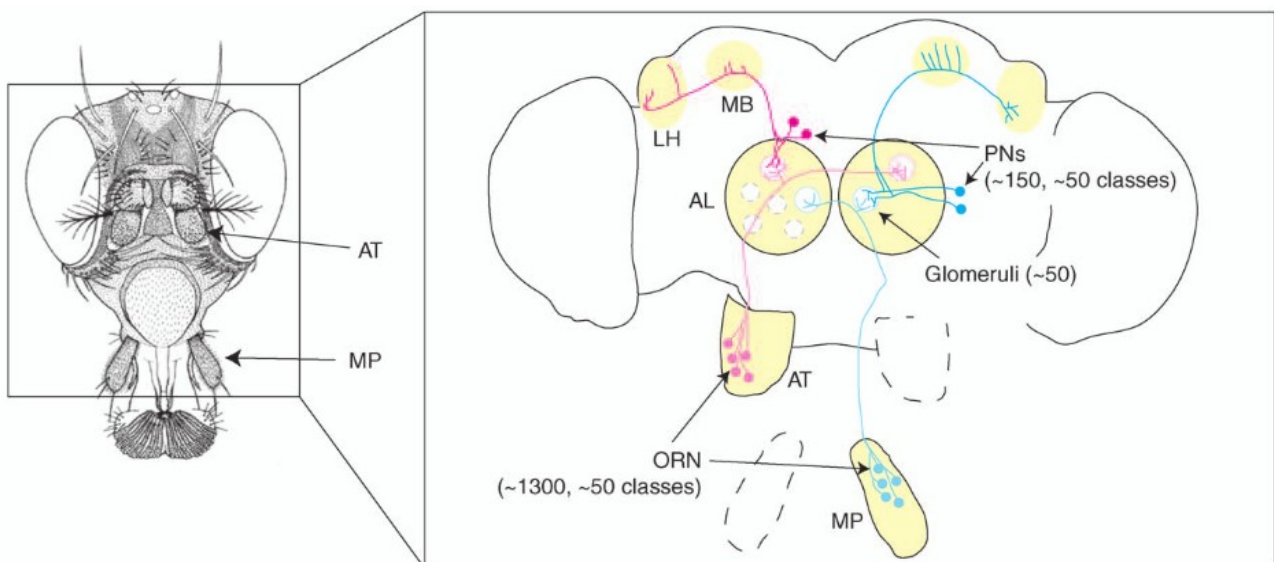 AT
MP
LH
MB
AL
PNs
(~150, ~50 classes)
Glomeruli (~50)
AT
ORN
(~1300, ~50 classes)
MP